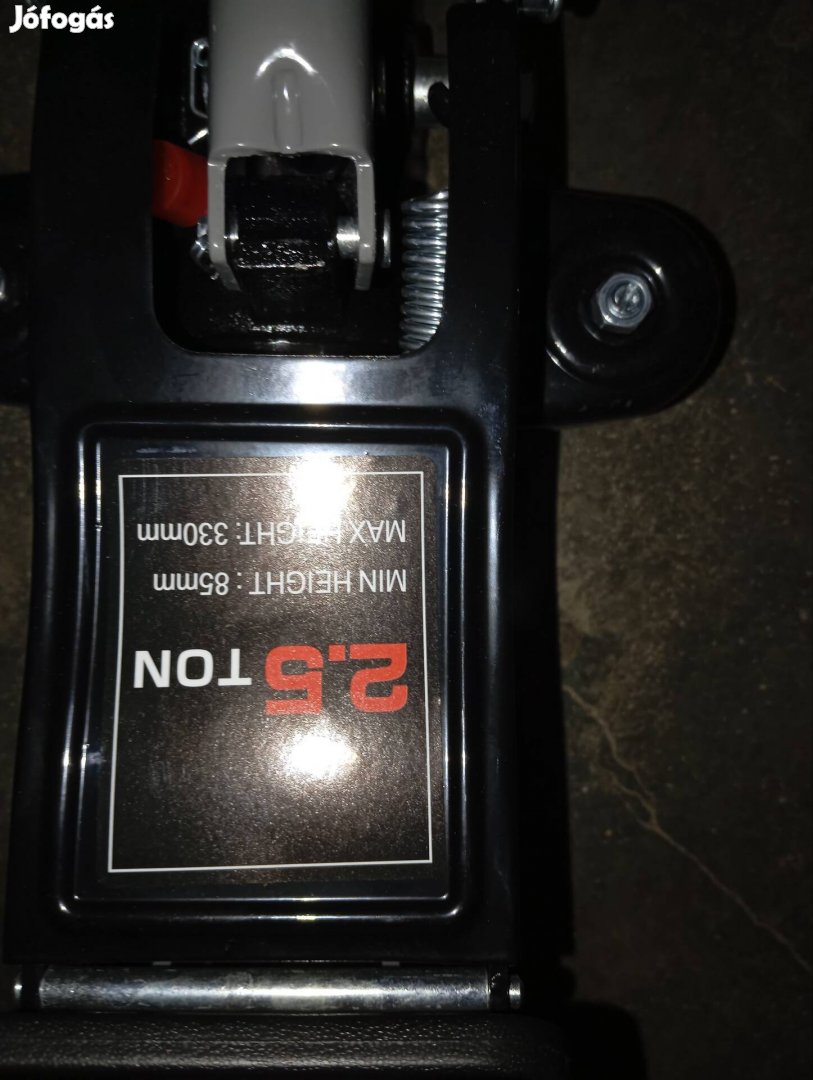 Jófogás
2.5 TON
MIN HEIGHT : 85mm
MAX HEIGHT: 330mm